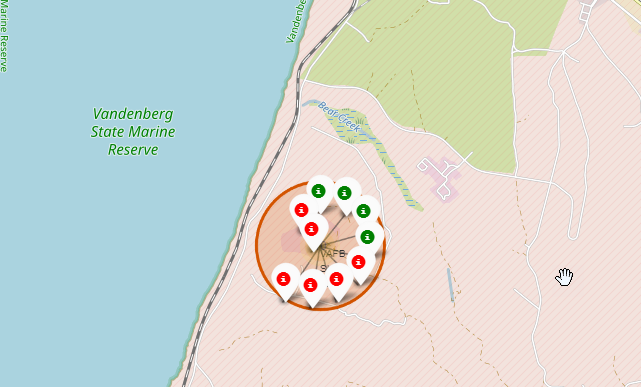 Marine Reserve
Vandenberg
Vandenberg
State Marine
Reserve
Bear Creek
AFB
S